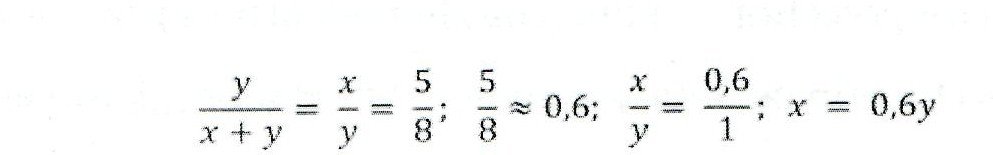 y/(x + y) = x/y = 5/8; 5/8 ≈ 0,6; x/y = 0,6/1; x = 0,6y